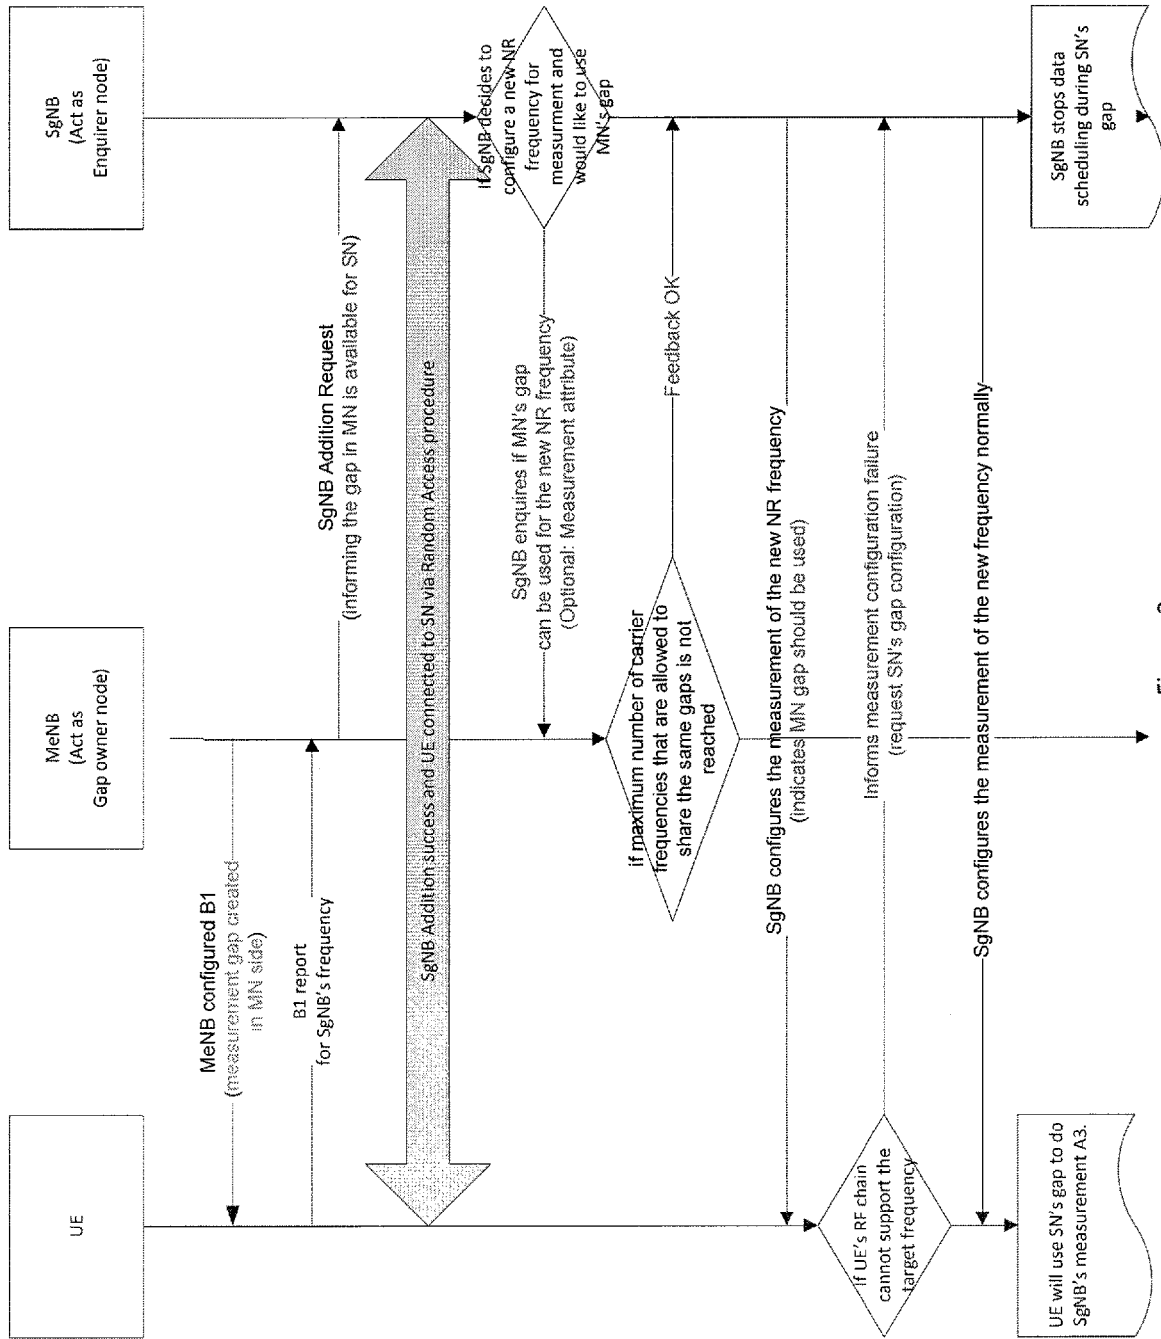 UE
MeNB
(Act as
Gap owner node)
SgNB
(Act as
Enquirer node)
MeNB configured B1
(measurement gap created
in MN side)
B1 report
for SgNB's frequency
SgNB Addition Request
(informing the gap in MN is available for SN)
SgNB Addition success and UE connected to SN via Random Access procedure
If SgNB decides to
configure a new NR
frequency for
measurment and
would like to use
MN's gap
SgNB enquires if MN's gap
can be used for the new NR frequency
(Optional: Measurement attribute)
if maximum number of carrier
frequencies that are allowed to
share the same gaps is not
reached
Feedback OK
SgNB configures the measurement of the new NR frequency
(indicates MN gap should be used)
If UE's RF chain
cannot support the
target frequency
Informs measurement configuration failure
(request SN's gap configuration)
SgNB configures the measurement of the new frequency normally
UE will use SN's gap to do
SgNB's measurement A3.
SgNB stops data
scheduling during SN's
gap